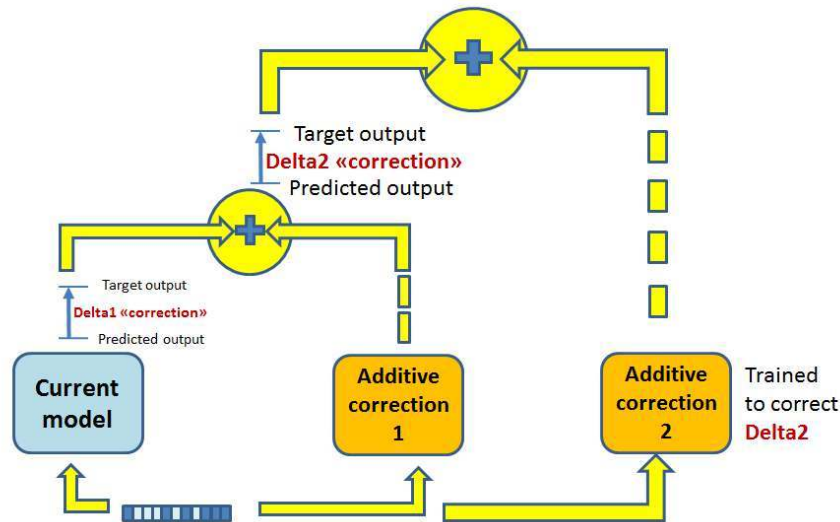 Target output
Delta2 «correction»
Predicted output
Target output
Delta1 «correction»
Predicted output
Current
model
Additive
correction
1
Additive
correction
2
Trained
to correct
Delta2